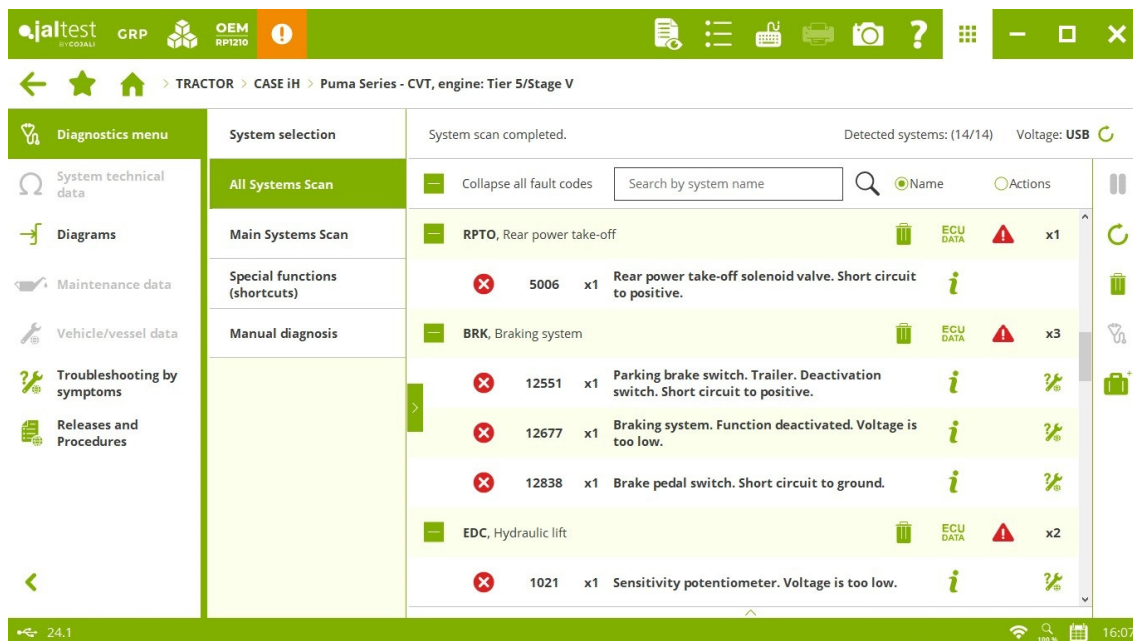 jaltest GRP OEM RP1210
BY COJALI
> TRACTOR > CASE iH > Puma Series - CVT, engine: Tier 5/Stage V
Diagnostics menu
System technical
data
Diagrams
Maintenance data
Vehicle/vessel data
Troubleshooting by
symptoms
Releases and
Procedures
System selection
All Systems Scan
Main Systems Scan
Special functions
(shortcuts)
Manual diagnosis
System scan completed. Detected systems: (14/14) Voltage: USB
Collapse all fault codes Search by system name Name Actions
RPTO, Rear power take-off ECU DATA x1
5006 x1 Rear power take-off solenoid valve. Short circuit
to positive.
BRK, Braking system ECU DATA x3
12551 x1 Parking brake switch. Trailer. Deactivation
switch. Short circuit to positive.
12677 x1 Braking system. Function deactivated. Voltage is
too low.
12838 x1 Brake pedal switch. Short circuit to ground.
EDC, Hydraulic lift ECU DATA x2
1021 x1 Sensitivity potentiometer. Voltage is too low.
24.1 100 % 16:07